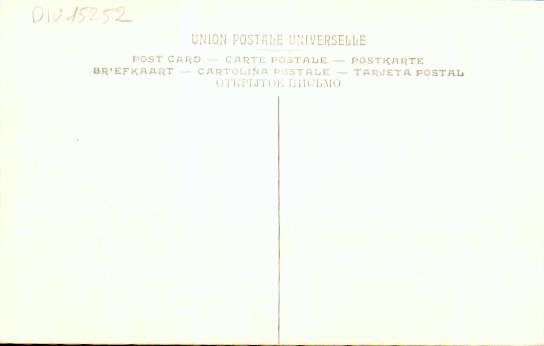 DIV 15252
UNION POSTALE UNIVERSELLE
POST CARD — CARTE POSTALE — POSTKARTE
BRIEFKAART — CARTOLINA POSTALE — TARJETA POSTAL
ОТКРЫТОЕ ПИСЬМО